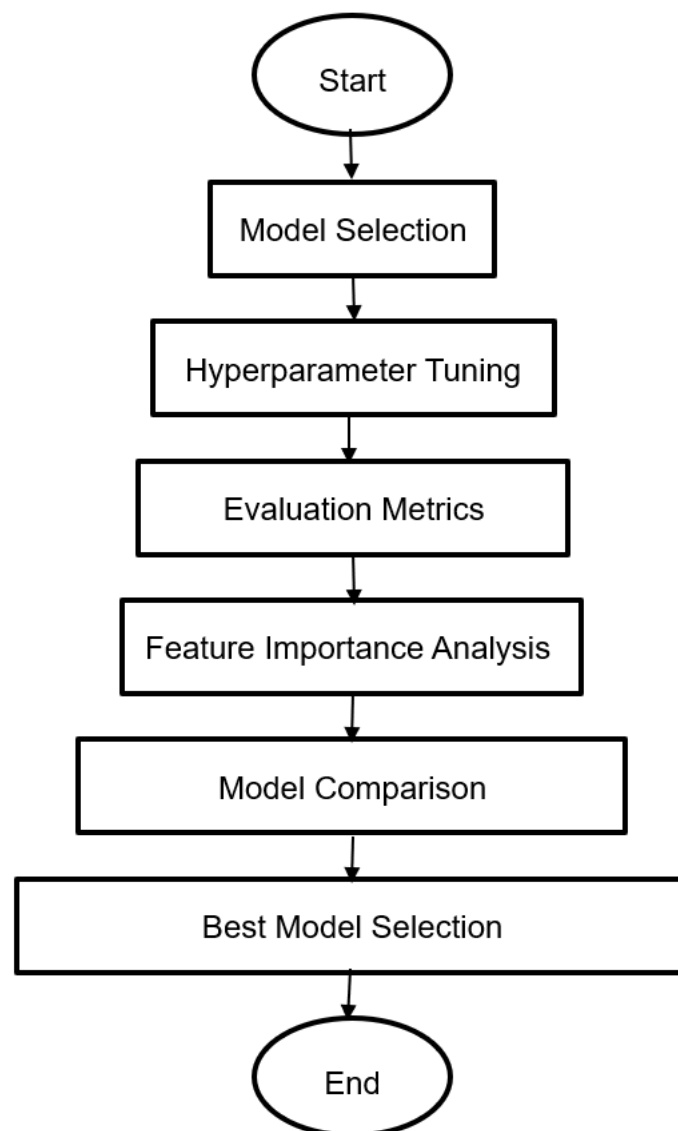 Start
Model Selection
Hyperparameter Tuning
Evaluation Metrics
Feature Importance Analysis
Model Comparison
Best Model Selection
End